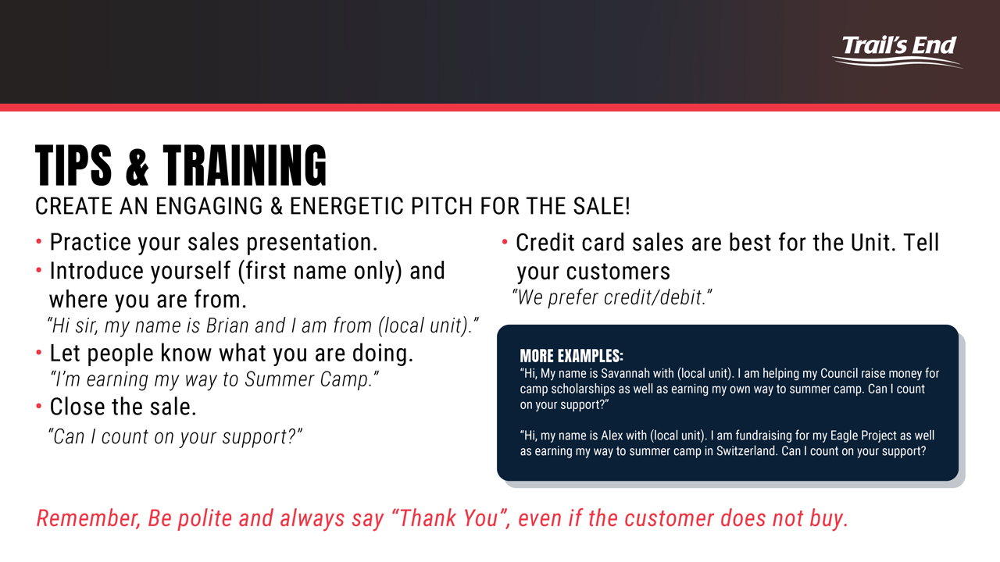 Trail's End
TIPS & TRAINING
CREATE AN ENGAGING & ENERGETIC PITCH FOR THE SALE!
• Practice your sales presentation.
• Introduce yourself (first name only) and
where you are from.
“Hi sir, my name is Brian and I am from (local unit).”
• Let people know what you are doing.
“I’m earning my way to Summer Camp.”
• Close the sale.
“Can I count on your support?”
• Credit card sales are best for the Unit. Tell
your customers
“We prefer credit/debit.”
MORE EXAMPLES:
“Hi, My name is Savannah with (local unit). I am helping my Council raise money for
camp scholarships as well as earning my own way to summer camp. Can I count
on your support?”
“Hi, my name is Alex with (local unit). I am fundraising for my Eagle Project as well
as earning my way to summer camp in Switzerland. Can I count on your support?
Remember, Be polite and always say “Thank You”, even if the customer does not buy.